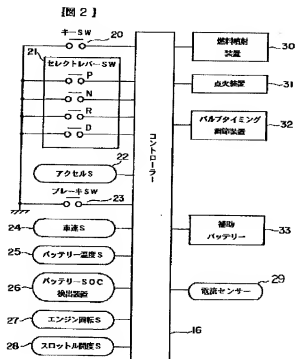 【図2】
キーSW
20
21
セレクトレバーSW
P
N
R
D
22
アクセルS
ブレーキSW
23
24
車速S
25
バッテリー温度S
26
バッテリーSOC
検出装置
27
エンジン回転S
28
スロットル開度S
コントローラー
16
燃料噴射
装置
30
点火装置
31
バルブタイミング
調節装置
32
補助
バッテリー
33
29
電流センサー